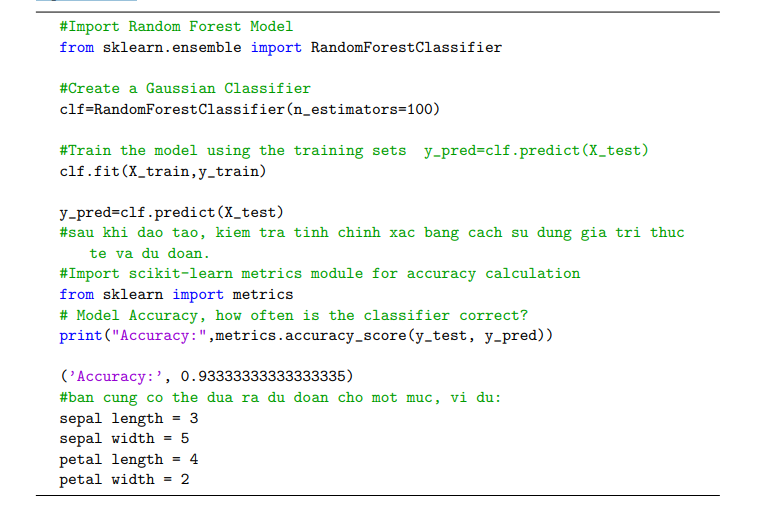 #Import Random Forest Model
from sklearn.ensemble import RandomForestClassifier
#Create a Gaussian Classifier
clf=RandomForestClassifier(n_estimators=100)
#Train the model using the training sets  y_pred=clf.predict(X_test)
clf.fit(X_train,y_train)
y_pred=clf.predict(X_test)
#sau khi dao tao, kiem tra tinh chinh xac bang cach su dung gia tri thuc
te va du doan.
#Import scikit-learn metrics module for accuracy calculation
from sklearn import metrics
# Model Accuracy, how often is the classifier correct?
print("Accuracy:",metrics.accuracy_score(y_test, y_pred))
(’Accuracy:’, 0.93333333333333335)
#ban cung co the dua ra du doan cho mot muc, vi du:
sepal length = 3
sepal width = 5
petal length = 4
petal width = 2